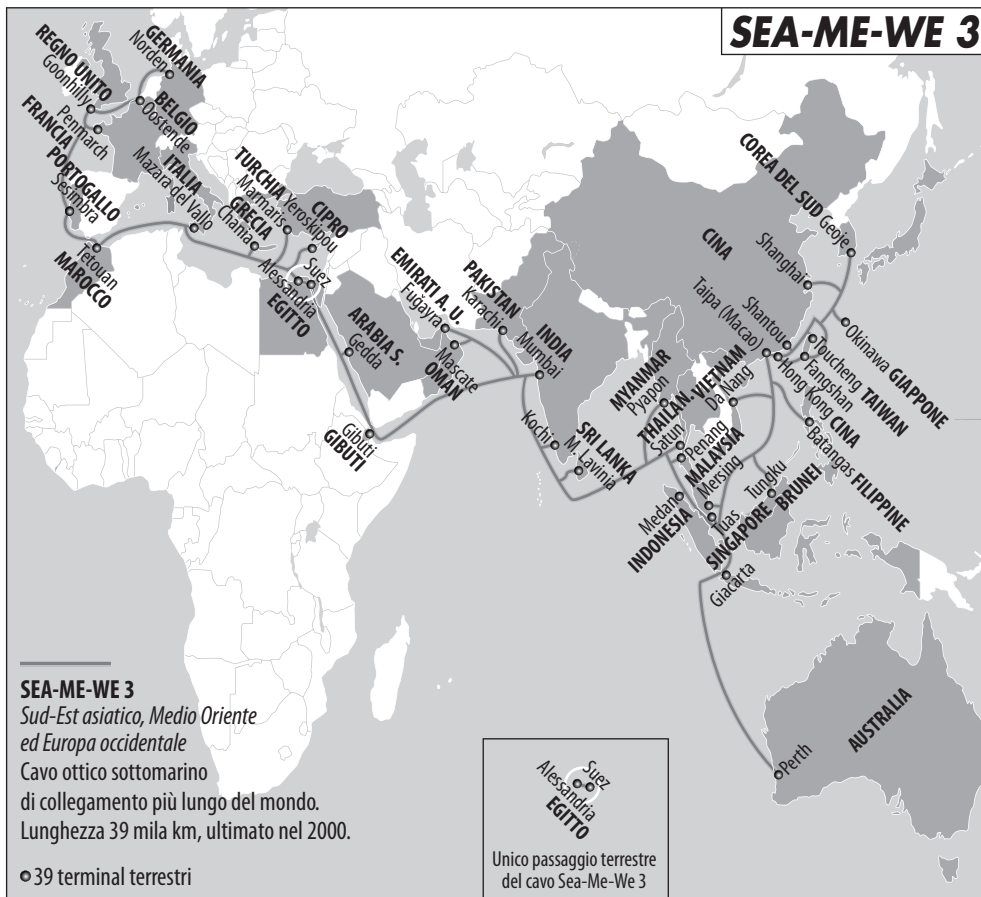 SEA-ME-WE 3
REGNO UNITO
Goonhilly
GERMANIA
Norden
BELGIO
Oostende
FRANCIA
Penmarch
PORTOGALLO
Sesimbra
ITALIA
Mazara del Vallo
TURCHIA
Marmaris
Yeroskipou
CIPRO
GRECIA
Chania
Tetouan
MAROCCO
Alessandria
Suez
EGITTO
ARABIA S.
Gedda
EMIRATI A. U.
Fuğayra
Mascate
OMAN
PAKISTAN
Karachi
INDIA
Mumbai
Kochi
SRI LANKA
M. Lavinia
Gibuti
GIBUTI
MYANMAR
Pyapon
THAILAN.
Satun
VIETNAM
Da Nang
Penang
MALAYSIA
Mersing
Medan
INDONESIA
Tuas
SINGAPORE
Tungku
BRUNEI
Giacarta
COREA DEL SUD
Geoje
CINA
Shanghai
Shantou
Taipa (Macao)
Okinawa GIAPPONE
Toucheng TAIWAN
Fangshan
Hong Kong CINA
Batangas FILIPPINE
AUSTRALIA
Perth
SEA-ME-WE 3
Sud-Est asiatico, Medio Oriente
ed Europa occidentale
Cavo ottico sottomarino
di collegamento più lungo del mondo.
Lunghezza 39 mila km, ultimato nel 2000.
39 terminal terrestri
Suez
Alessandria
EGITTO
Unico passaggio terrestre
del cavo Sea-Me-We 3